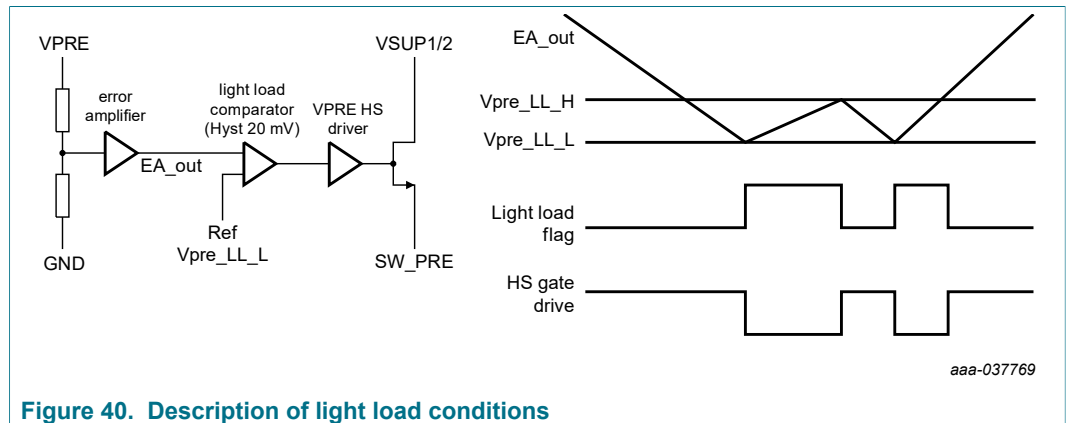 VPRE
VSUP1/2
error
amplifier
light load
comparator
(Hyst 20 mV)
VPRE HS
driver
EA_out
Ref
Vpre_LL_L
GND
SW_PRE
EA_out
Vpre_LL_H
Vpre_LL_L
Light load
flag
HS gate
drive
aaa-037769
Figure 40. Description of light load conditions